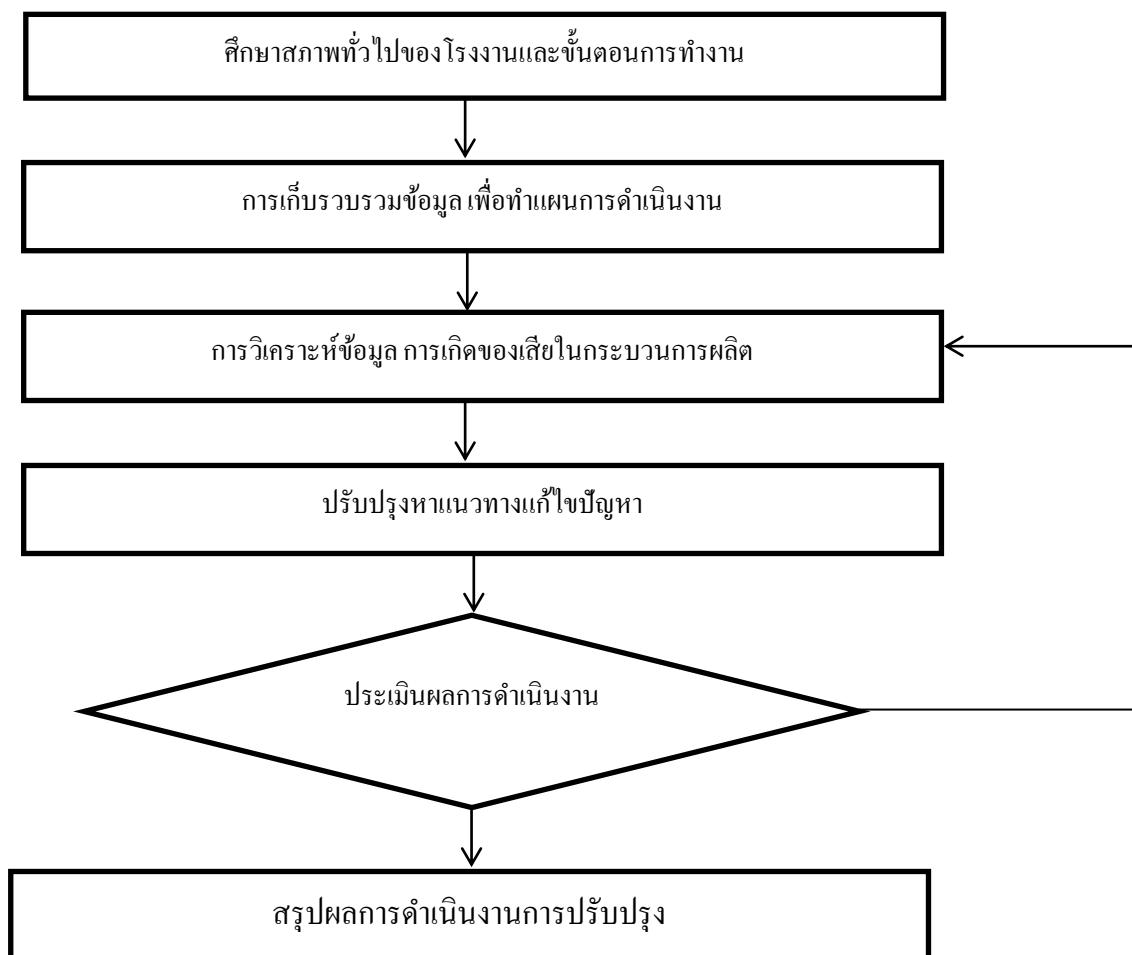 ศึกษาสภาพทั่วไปของโรงงานและขั้นตอนการทำงาน
การเก็บรวบรวมข้อมูล เพื่อทำแผนการดำเนินงาน
การวิเคราะห์ข้อมูล การเกิดของเสียในกระบวนการผลิต
ปรับปรุงหาแนวทางแก้ไขปัญหา
ประเมินผลการดำเนินงาน
สรุปผลการดำเนินงานการปรับปรุง